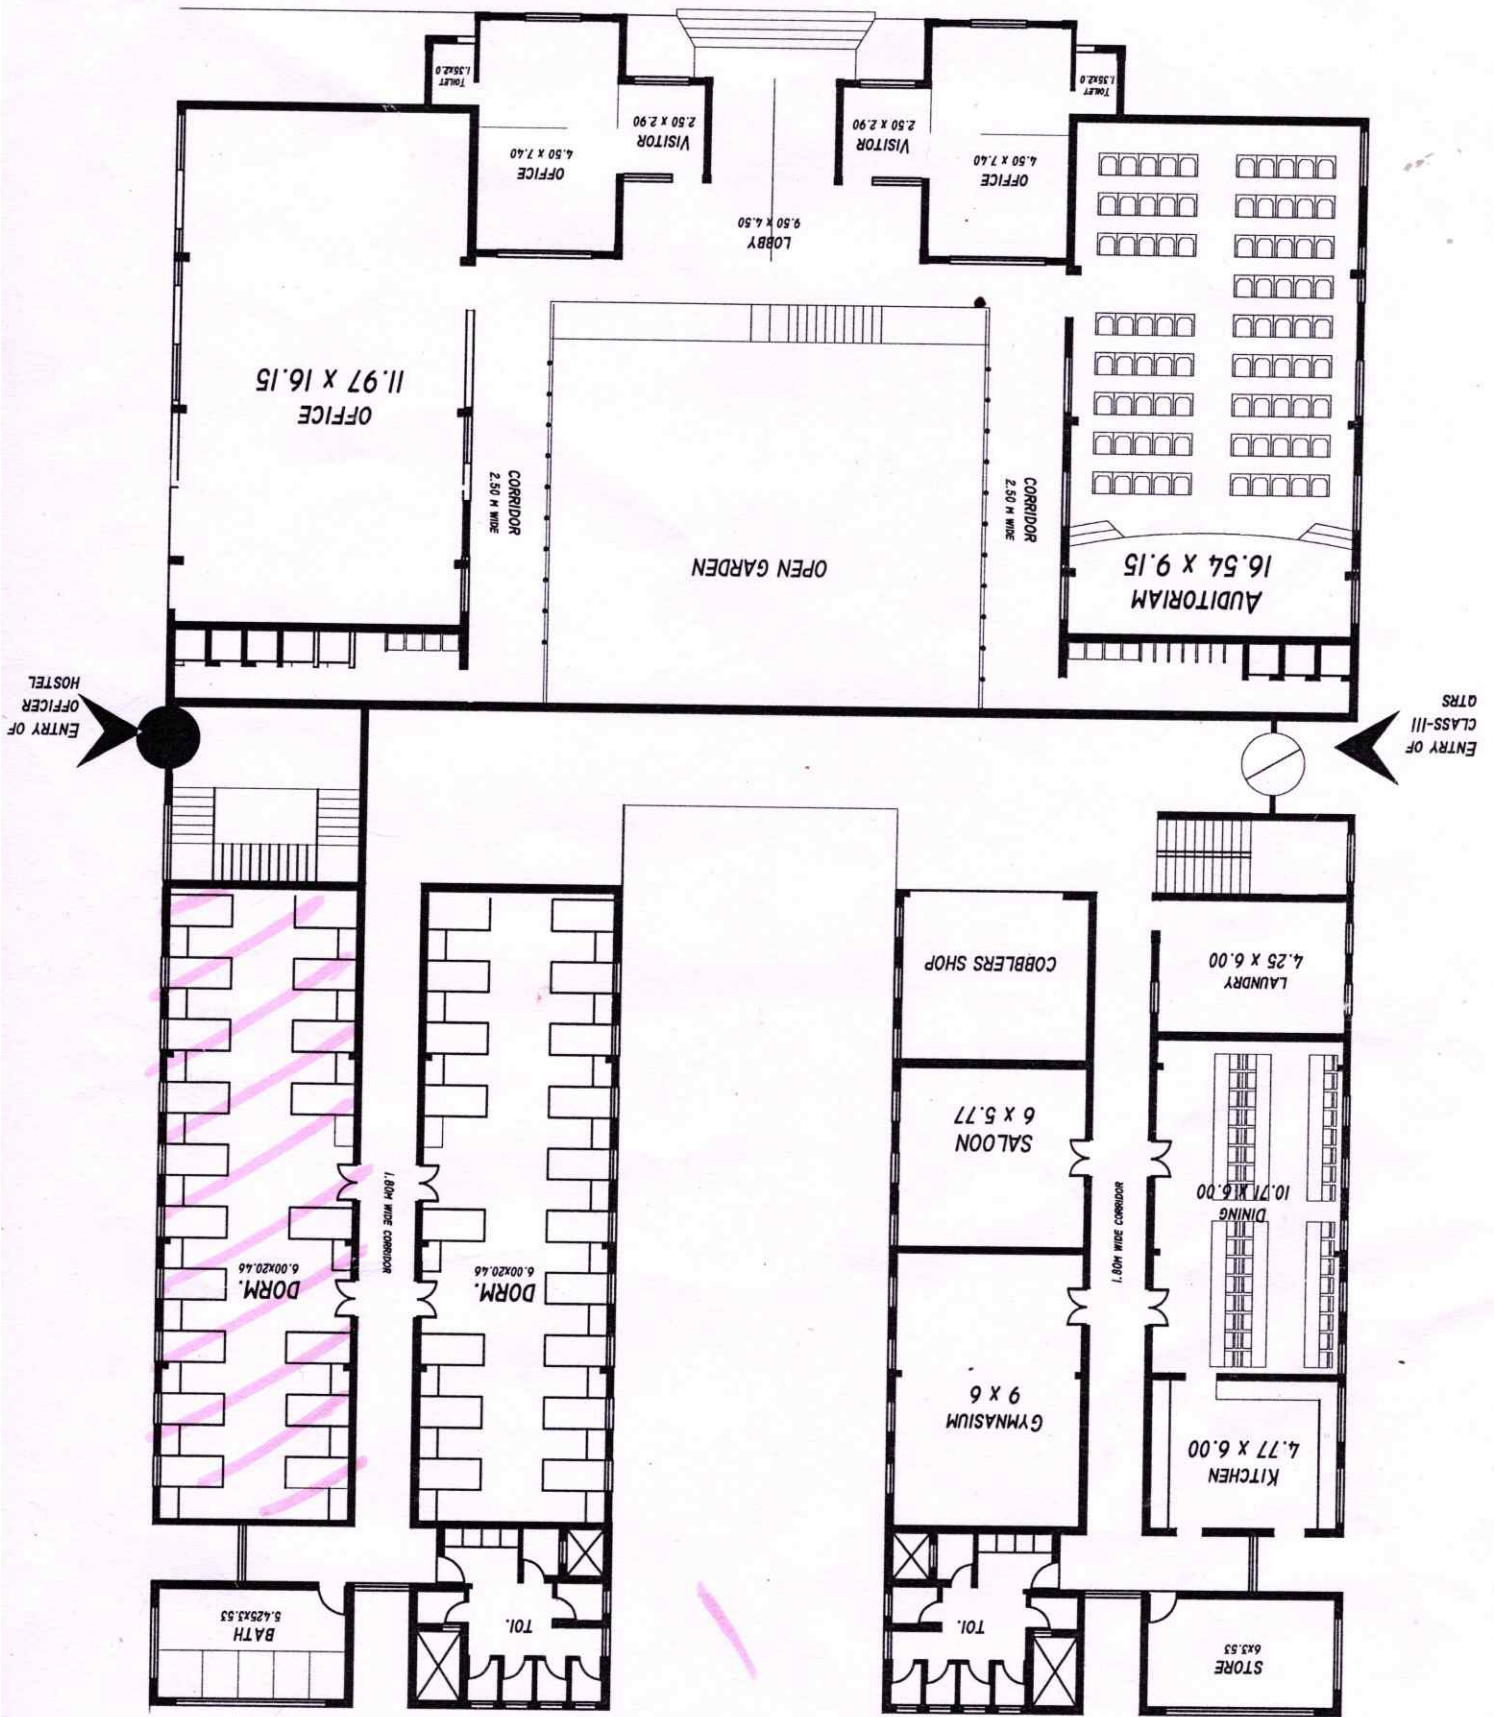 STORE
6x3.53
TOI.
TOI.
BATH
5.425x3.53
KITCHEN
4.77 x 6.00
GYMNASIUM
9 x 6
DORM.
6.00x20.46
DORM.
6.00x20.46
DINING
10.71 x 6.00
1.80M WIDE CORRIDOR
SALOON
6 x 5.77
1.80M WIDE CORRIDOR
LAUNDRY
4.25 x 6.00
COBBLERS SHOP
ENTRY OF
CLASS-III
QTRS
ENTRY OF
OFFICER
HOSTEL
AUDITORIAM
16.54 x 9.15
OPEN GARDEN
CORRIDOR
2.50 M WIDE
CORRIDOR
2.50 M WIDE
OFFICE
11.97 x 16.15
LOBBY
9.50 x 4.50
OFFICE
4.50 x 7.40
VISITOR
2.50 x 2.90
VISITOR
2.50 x 2.90
OFFICE
4.50 x 7.40
TOILET
1.35x2.0
TOILET
1.35x2.0